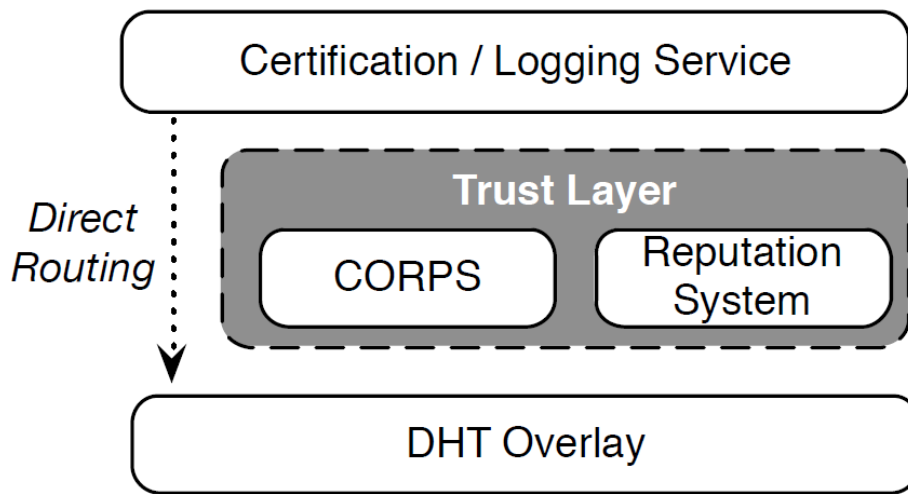 Certification / Logging Service
Direct
Routing
Trust Layer
CORPS
Reputation
System
DHT Overlay